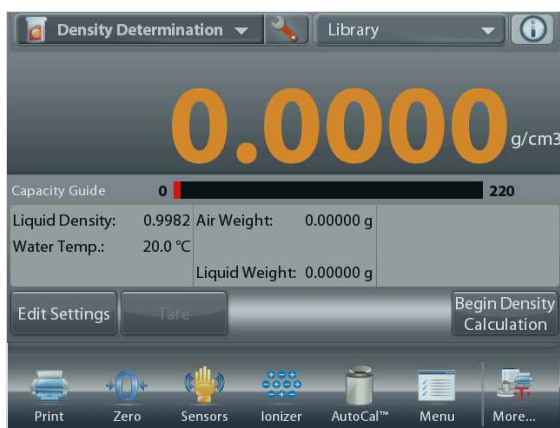 Density Determination Library
0.0000 g/cm3
Capacity Guide 0 220
Liquid Density: 0.9982 Air Weight: 0.00000 g
Water Temp.: 20.0 °C
Liquid Weight: 0.00000 g
Edit Settings Tare Begin Density
Calculation
Print Zero Sensors Ionizer AutoCal™ Menu More...